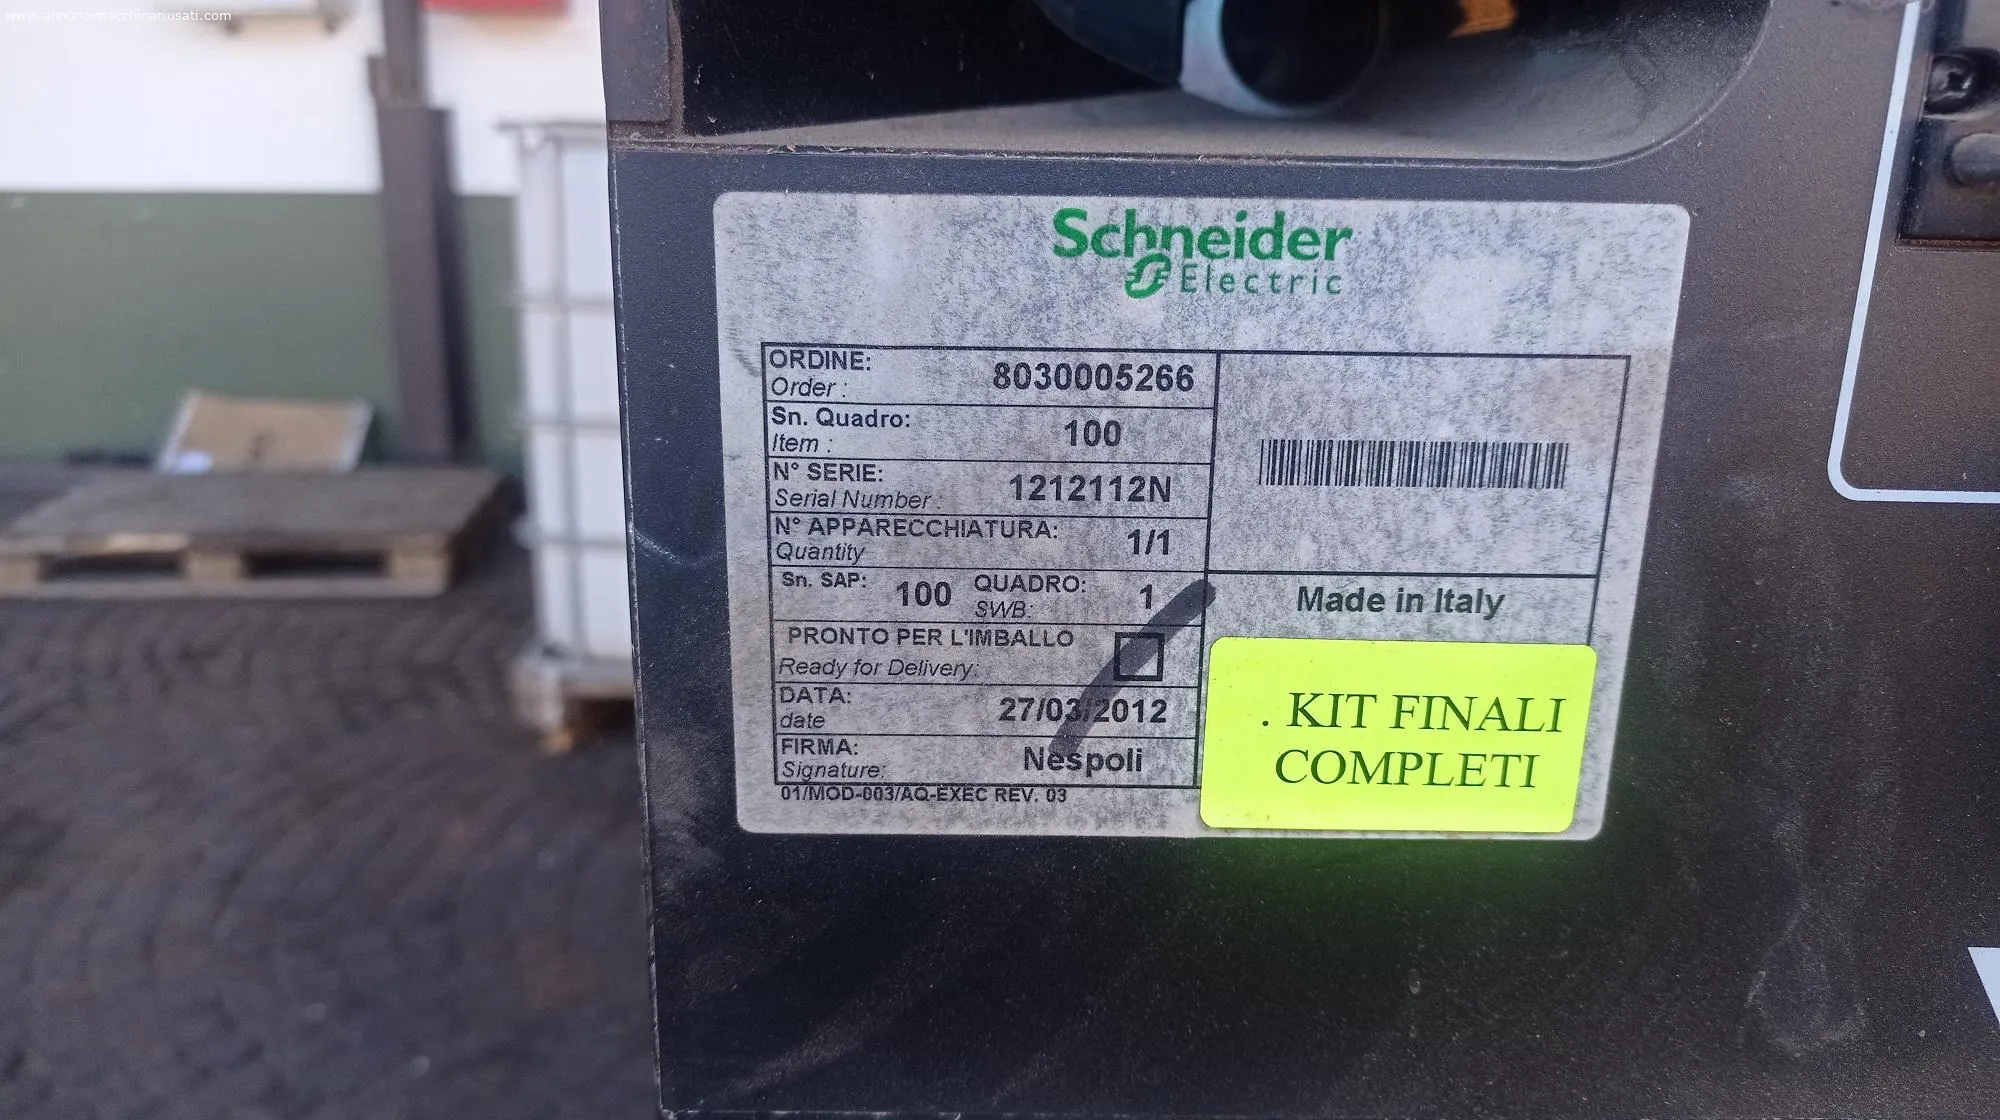 www.annuncimacchinariusati.com
Schneider
Electric
ORDINE:
Order :
8030005266
Sn. Quadro:
Item :
100
N° SERIE:
Serial Number :
1212112N
N° APPARECCHIATURA:
Quantity
1/1
Sn. SAP:
100
QUADRO:
SWB:
1
PRONTO PER L'IMBALLO
Ready for Delivery:
DATA:
date
27/03/2012
FIRMA:
Signature:
Nespoli
01/MOD-003/AQ-EXEC REV. 03
Made in Italy
. KIT FINALI
COMPLETI